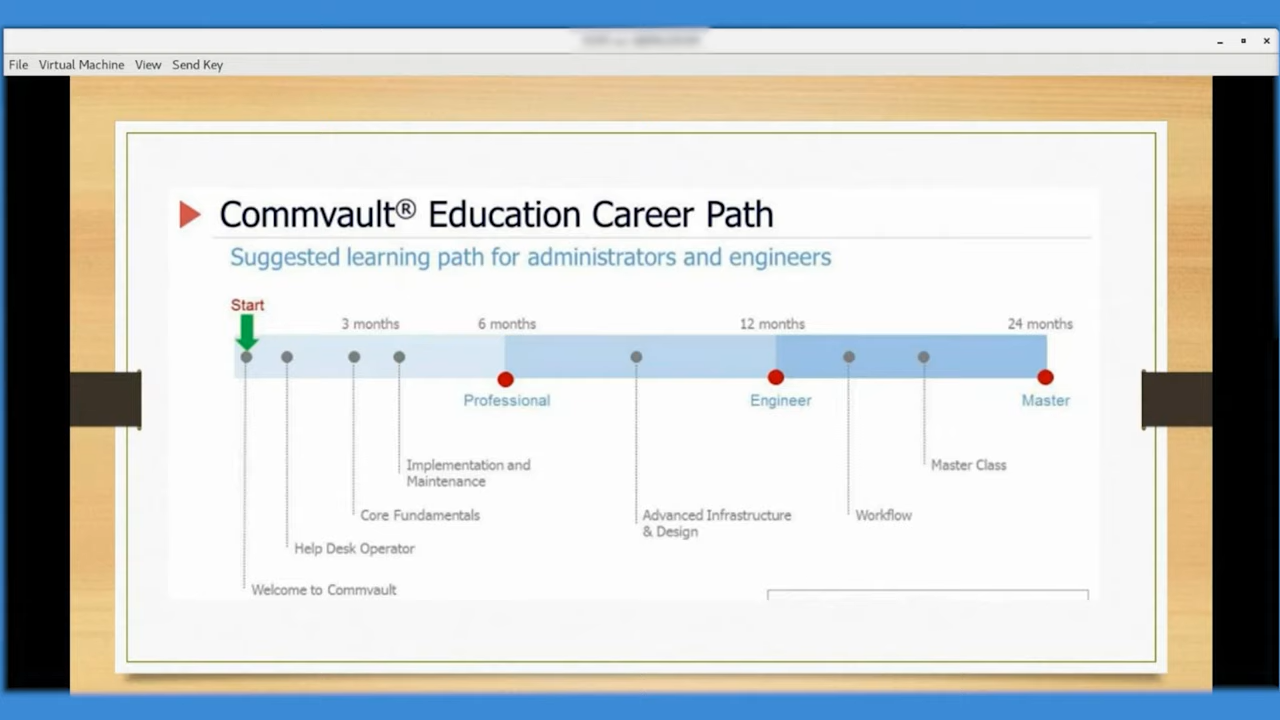 File Virtual Machine View Send Key
Commvault® Education Career Path
Suggested learning path for administrators and engineers
Start
3 months
6 months
12 months
24 months
Professional
Engineer
Master
Implementation and
Maintenance
Master Class
Core Fundamentals
Advanced Infrastructure
& Design
Workflow
Help Desk Operator
Welcome to Commvault